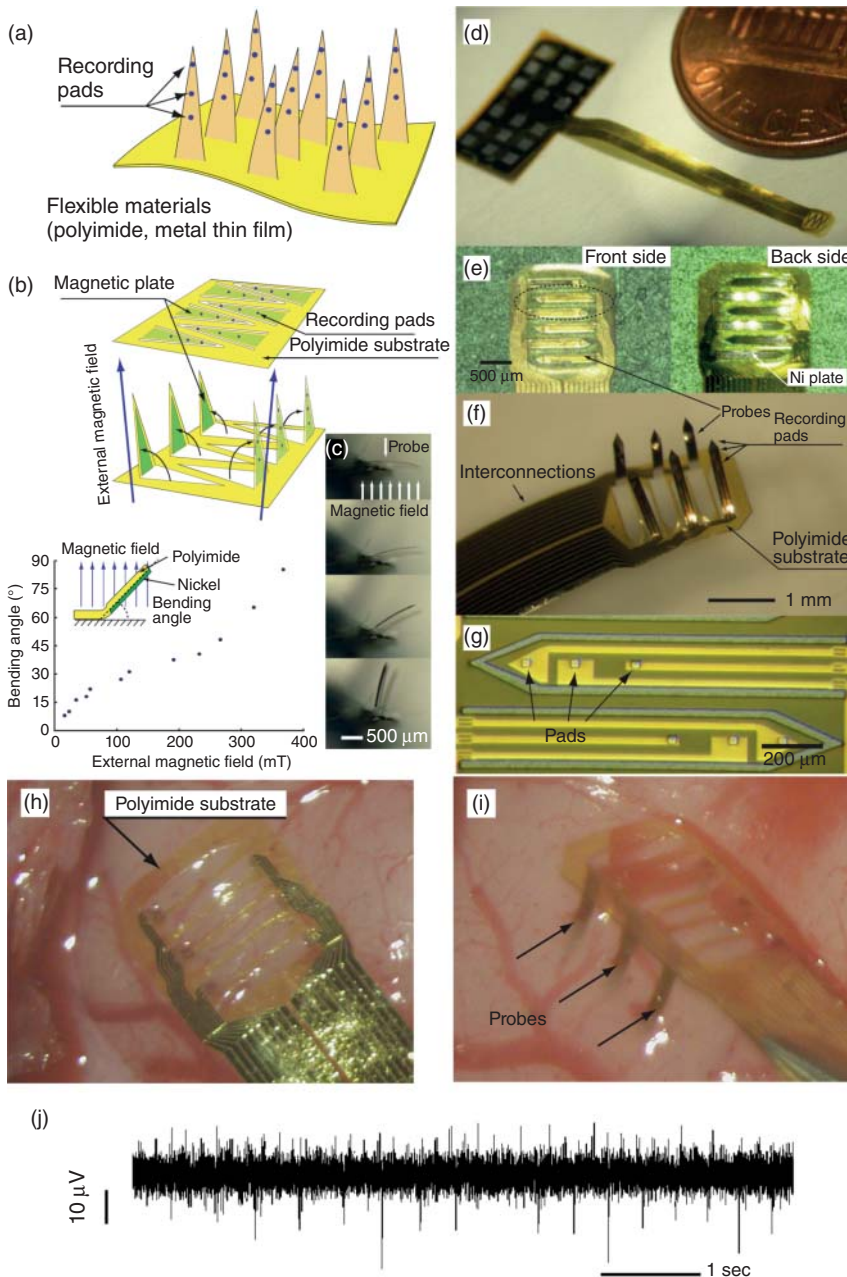 (a)
Recording
pads
Flexible materials
(polyimide, metal thin film)
(b)
Magnetic plate
Recording pads
Polyimide substrate
External magnetic field
(c)
Probe
Magnetic field
500 μm
90
75
60
45
30
15
0
Bending angle (°)
Magnetic field
Polyimide
Nickel
Bending
angle
0
100
200
300
400
External magnetic field (mT)
(d)
ONE CEN
(e)
Front side
Back side
500 μm
Ni plate
(f)
Probes
Recording
pads
Interconnections
Polyimide
substrate
1 mm
(g)
Pads
200 μm
(h)
Polyimide substrate
(i)
Probes
(j)
10 μV
1 sec